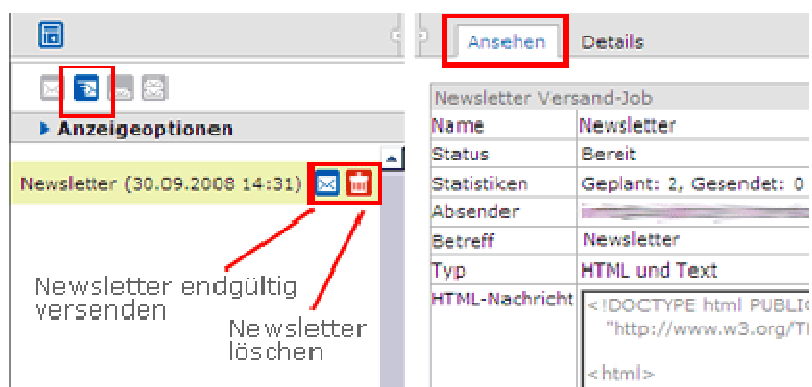 Ansehen Details
Anzeigeoptionen
Newsletter (30.09.2008 14:31)
Newsletter endgültig
versenden
Newsletter
löschen
Newsletter Versand-Job
Name Newsletter
Status Bereit
Statistiken Geplant: 2, Gesendet: 0
Absender
Betreff Newsletter
Typ HTML und Text
HTML-Nachricht <!DOCTYPE html PUBLIC
"http://www.w3.org/T
<html>